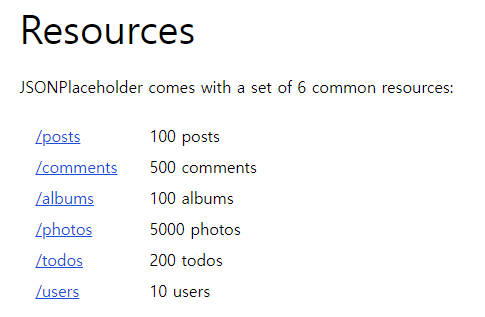 Resources
JSONPlaceholder comes with a set of 6 common resources:
/posts 100 posts
/comments 500 comments
/albums 100 albums
/photos 5000 photos
/todos 200 todos
/users 10 users